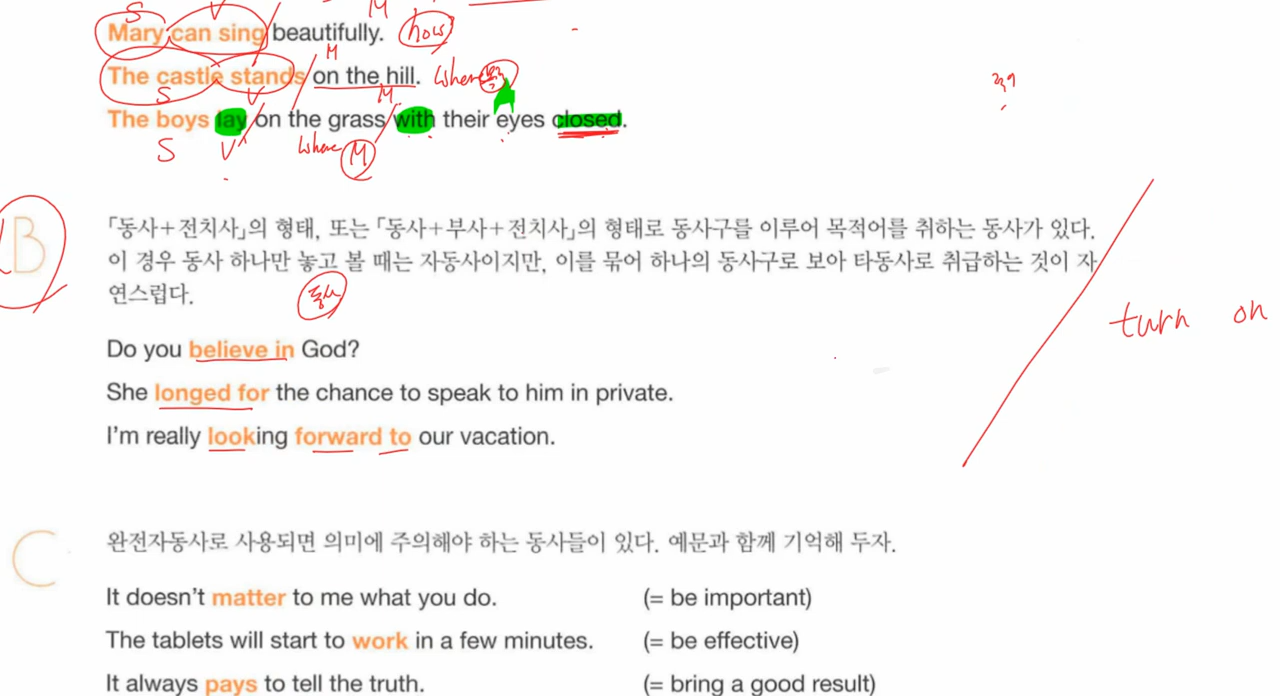 S V M
Mary can sing beautifully. how
M
The castle stands on the hill. where
S V M
The boys lay on the grass with their eyes closed.
S V where M
B
「동사+전치사」의 형태, 또는 「동사+부사+전치사」의 형태로 동사구를 이루어 목적어를 취하는 동사가 있다.
이 경우 동사 하나만 놓고 볼 때는 자동사이지만, 이를 묶어 하나의 동사구로 보아 타동사로 취급하는 것이 자
연스럽다.
동사
turn on
Do you believe in God?
She longed for the chance to speak to him in private.
I'm really looking forward to our vacation.
C
완전자동사로 사용되면 의미에 주의해야 하는 동사들이 있다. 예문과 함께 기억해 두자.
It doesn't matter to me what you do. (= be important)
The tablets will start to work in a few minutes. (= be effective)
It always pays to tell the truth. (= bring a good result)